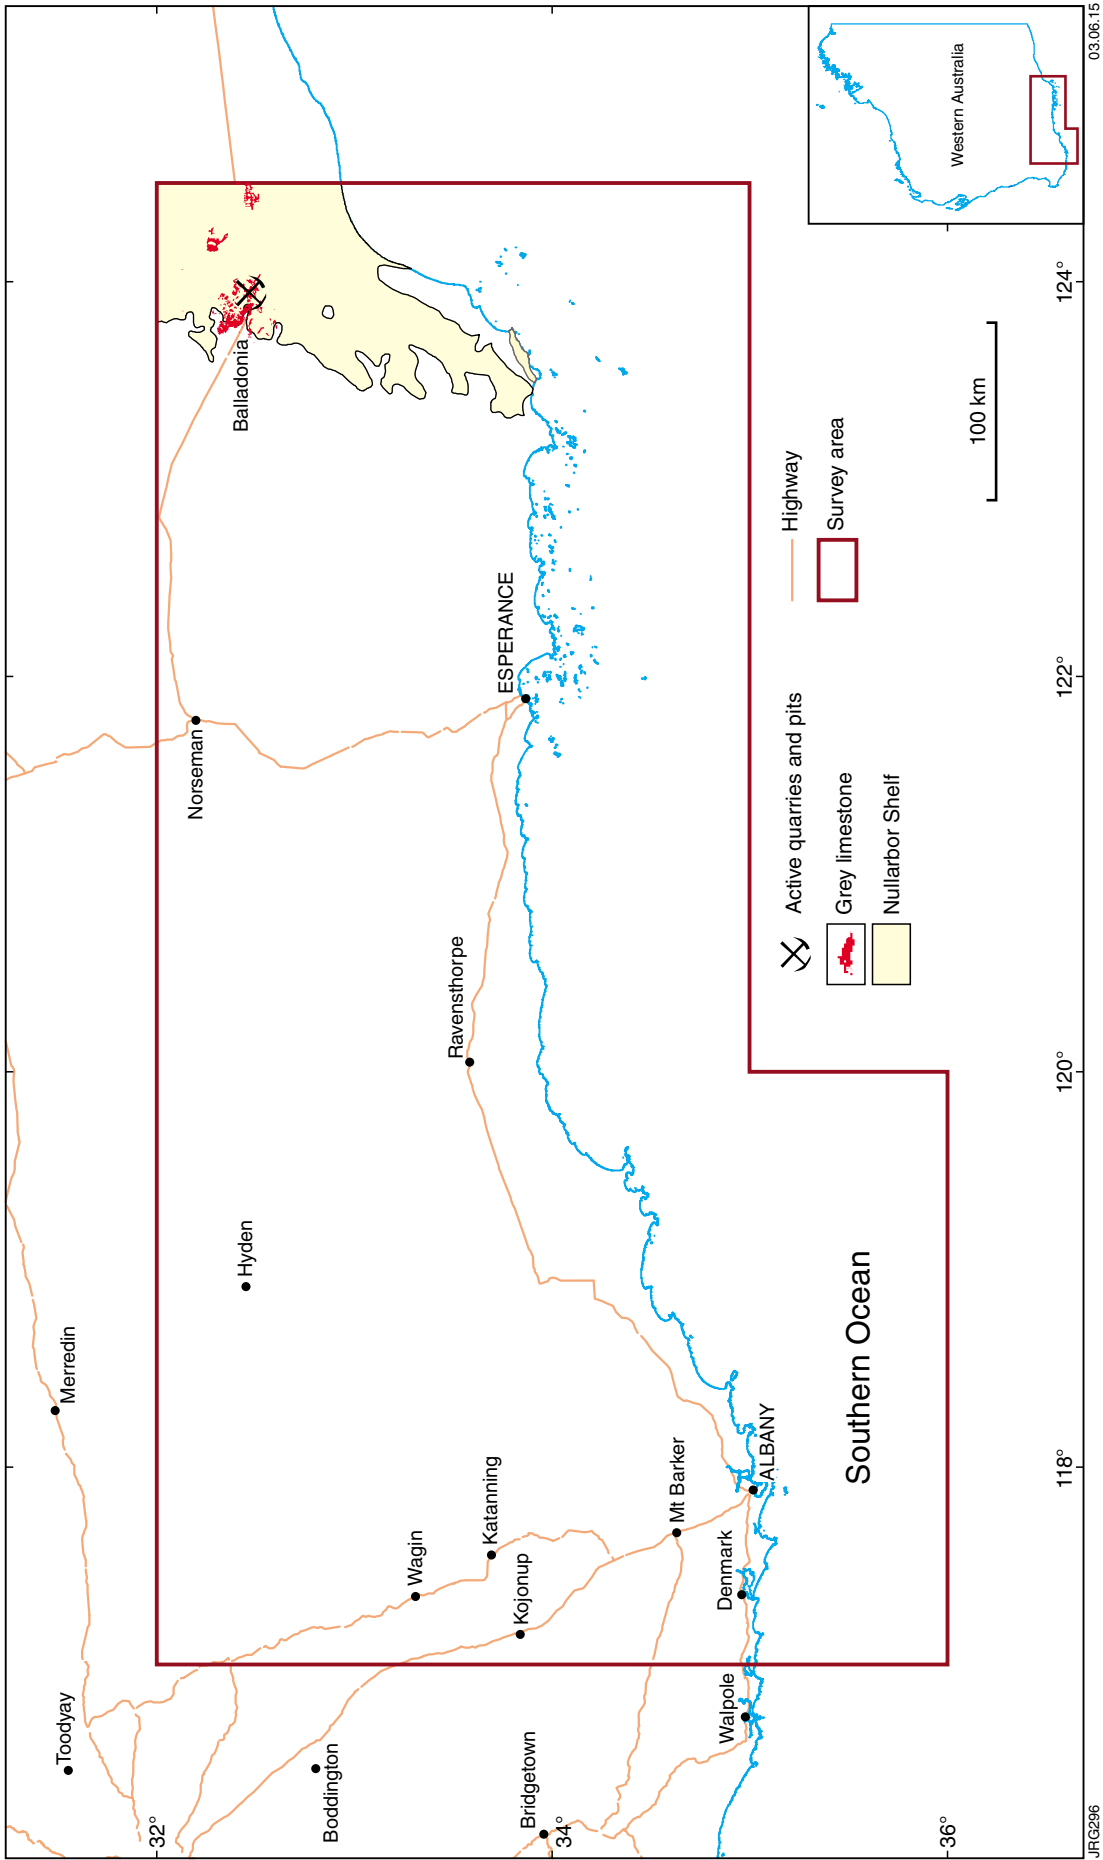 Toodyay
Merredin
Boddington
Hyden
Norseman
Balladonia
Wagin
Katanning
Kojonup
Bridgetown
Ravensthorpe
ESPERANCE
Mt Barker
Denmark
Walpole
ALBANY
Southern Ocean
32°
34°
36°
118°
120°
122°
124°
Active quarries and pits
Grey limestone
Nullarbor Shelf
Highway
Survey area
100 km
Western Australia
JRG296
03.06.15